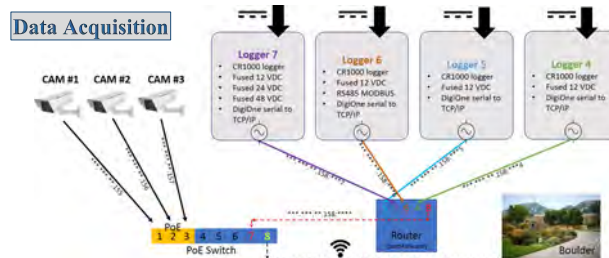 Data Acquisition
CAM #1 CAM #2 CAM #3
Logger 7
• CR1000 logger
• Fused 12 VDC
• Fused 24 VDC
• Fused 48 VDC
• DigiOne serial to
TCP/IP
Logger 6
• CR1000 logger
• Fused 12 VDC
• RS485 MODBUS
• DigiOne serial to
TCP/IP
Logger 5
• CR1000 logger
• Fused 12 VDC
• DigiOne serial to
TCP/IP
Logger 4
• CR1000 logger
• Fused 12 VDC
• DigiOne serial to
TCP/IP
PoE
1 2 3 4 5 6 8
PoE Switch
Router
Boulder